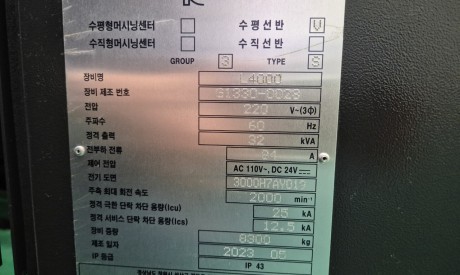 수평형머시닝센터 수평선반 V
수직형머시닝센터 수직선반
GROUP 3 TYPE S
장비명 L4000
장비 제조 번호
전압 220 V~(3Φ)
주파수 60 Hz
정격 출력 32 kVA
전부하 전류 84 A
제어 전압 AC 110V~, DC 24V
전기 도면
주축 최대 회전 속도 2000 min⁻¹
정격 극한 단락 차단 용량(Icu) 25 kA
정격 서비스 단락 차단 용량(Ics) 12.5 kA
장비 중량 8300 kg
제조 일자 2023 05
IP 등급 IP 43